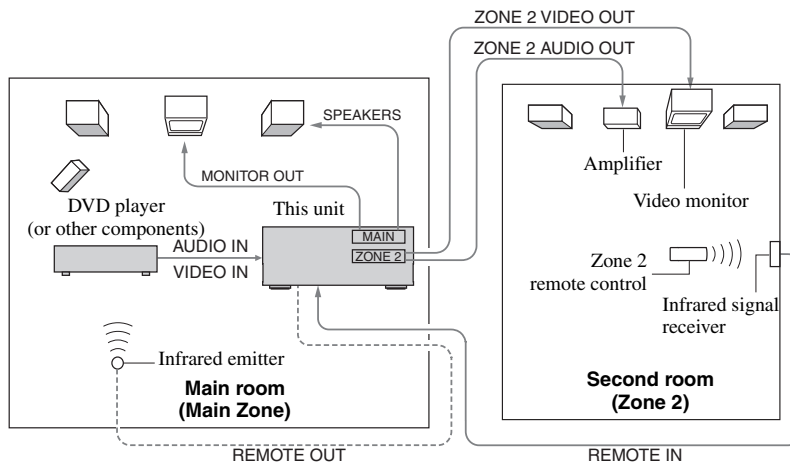 ZONE 2 VIDEO OUT
ZONE 2 AUDIO OUT
SPEAKERS
MONITOR OUT
DVD player
(or other components)
This unit
MAIN
ZONE 2
AUDIO IN
VIDEO IN
Infrared emitter
Main room
(Main Zone)
REMOTE OUT
Amplifier
Video monitor
Zone 2
remote control
Infrared signal
receiver
Second room
(Zone 2)
REMOTE IN